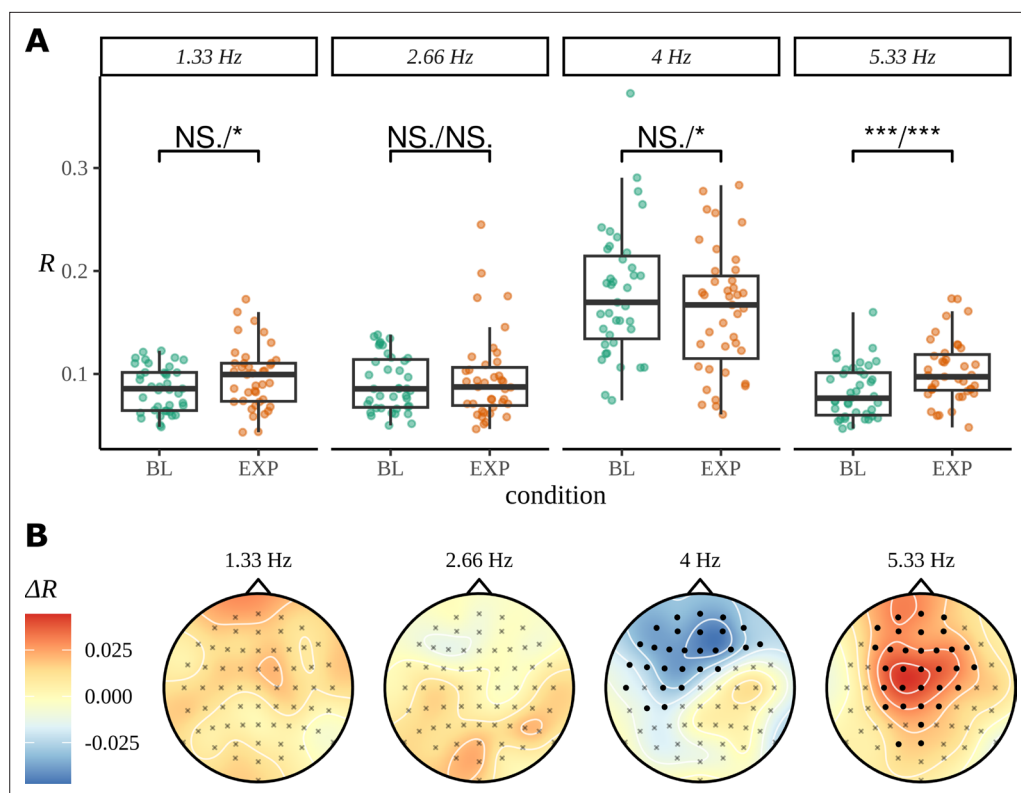 A
1.33 Hz 2.66 Hz 4 Hz 5.33 Hz
NS./* NS./NS. NS./* ***/***
0.3
R
0.2
0.1
BL EXP BL EXP BL EXP BL EXP
condition
B
1.33 Hz 2.66 Hz 4 Hz 5.33 Hz
ΔR
0.025
0.000
-0.025